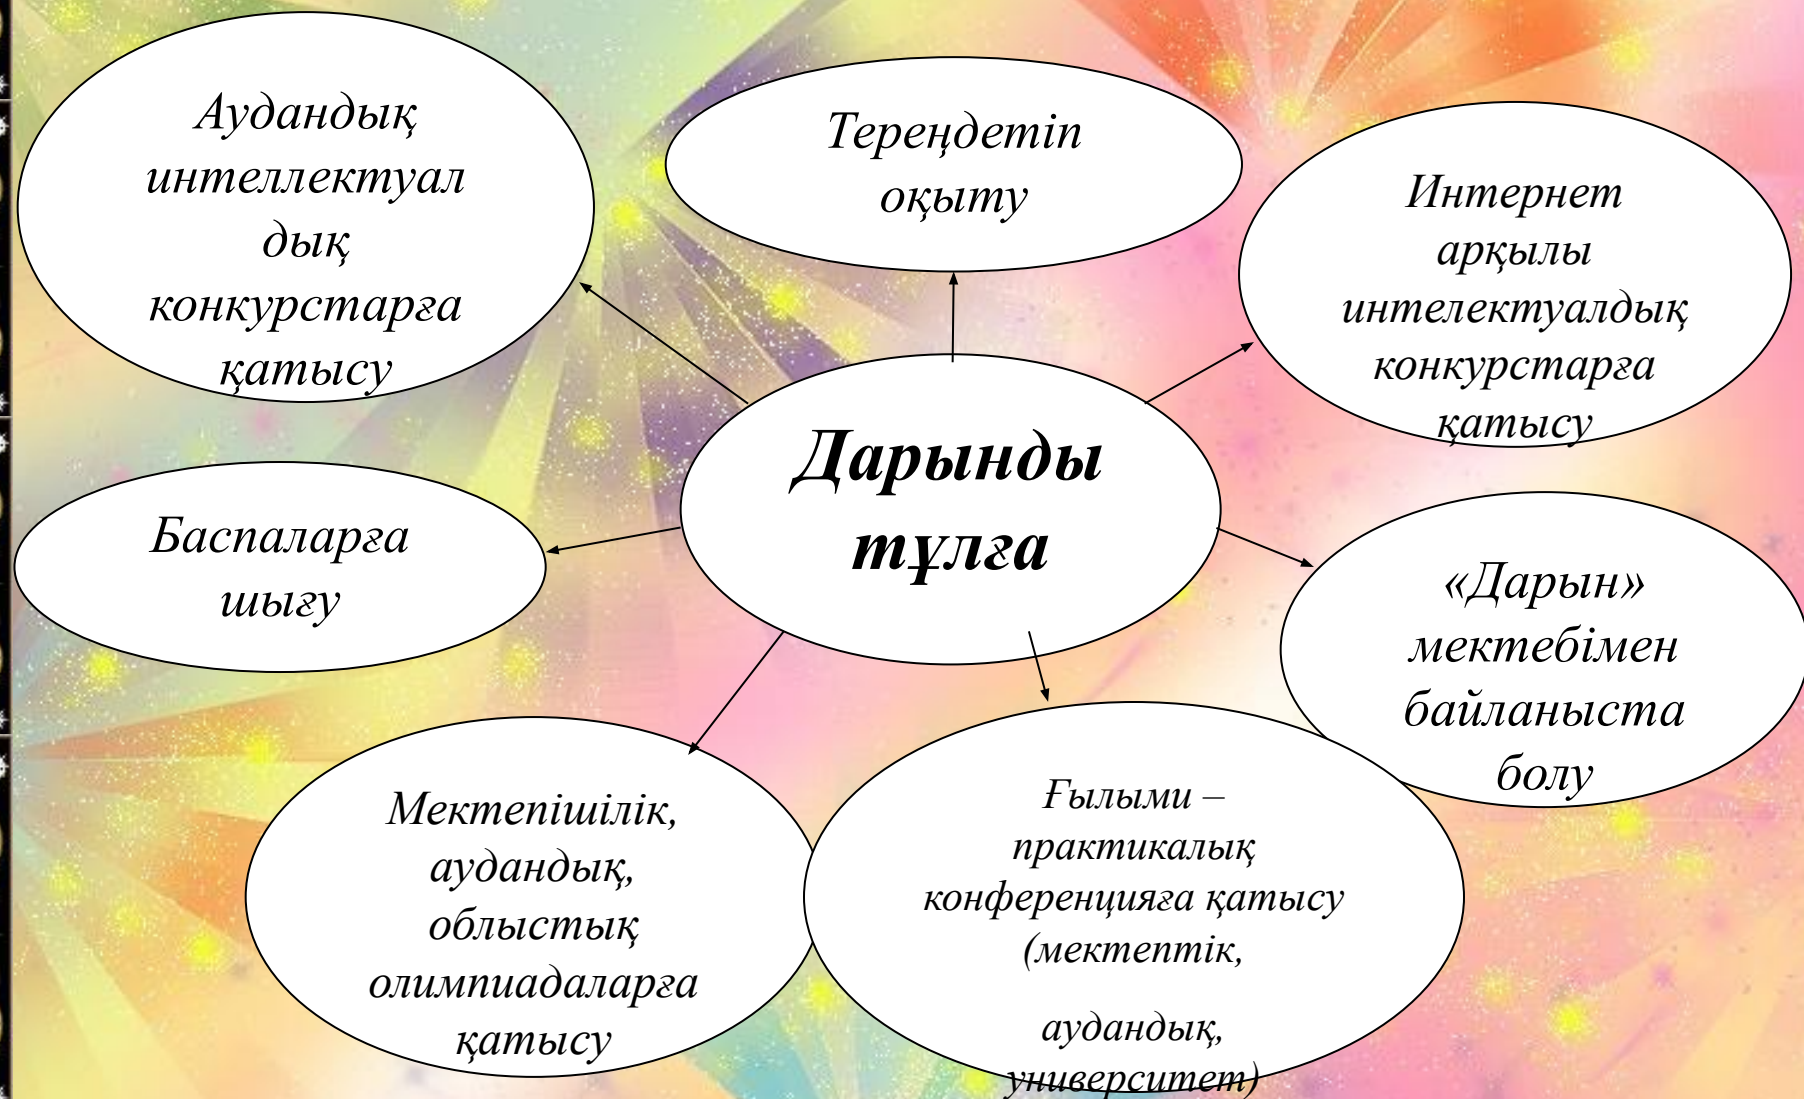 Аудандық
интеллектуал
дық
конкурстарға
қатысу
Тереңдетіп
оқыту
Интернет
арқылы
интелектуалдық
конкурстарға
қатысу
Дарынды
тұлға
Баспаларға
шығу
«Дарын»
мектебімен
байланыста
болу
Мектепішілік,
аудандық,
облыстық
олимпиадаларға
қатысу
Ғылыми –
практикалық
конференцияға қатысу
(мектептік,
аудандық,
университет)